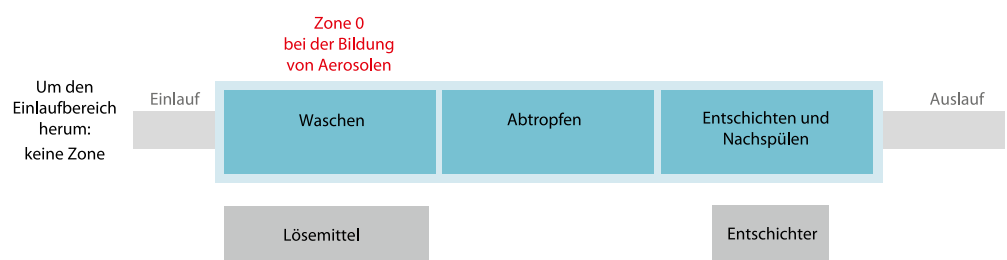 Zone 0
bei der Bildung
von Aerosolen
Um den
Einlaufbereich
herum:
keine Zone
Einlauf
Waschen
Abtropfen
Entschichten und
Nachspülen
Auslauf
Lösemittel
Entschichter